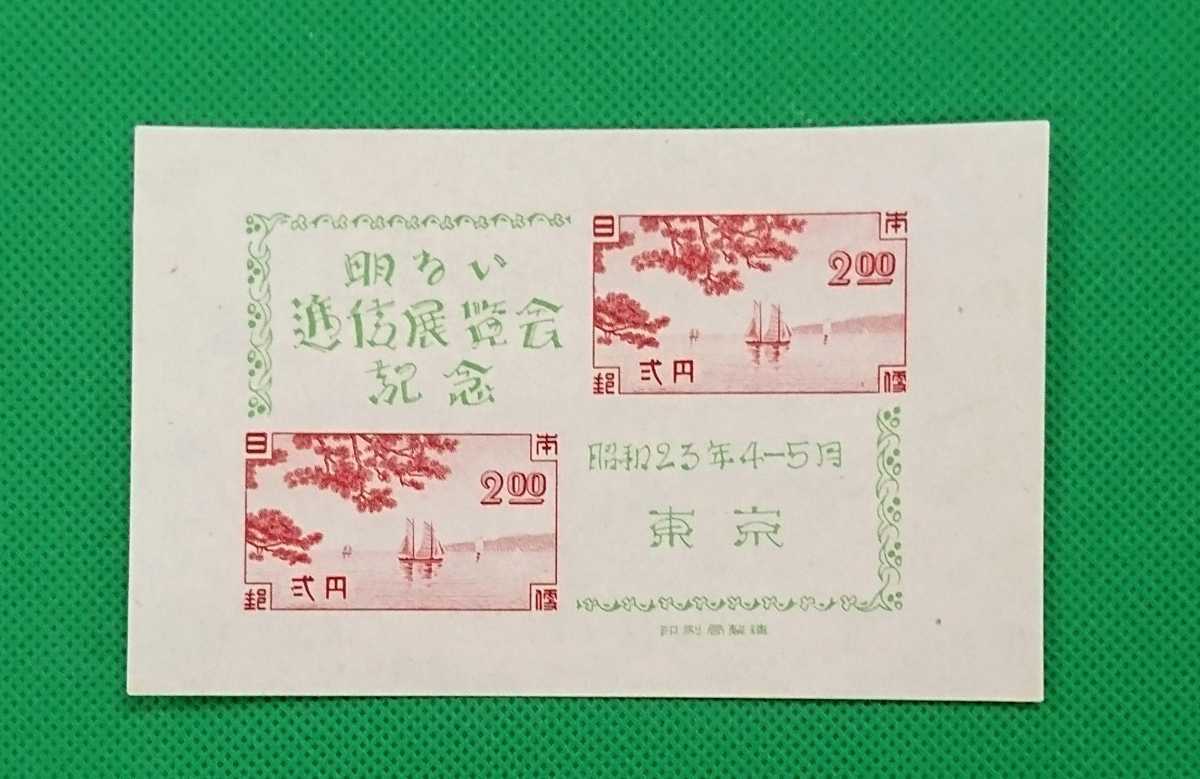 明るい
逓信展覧会
記念
日本
2.00
弐円
郵便
日本
2.00
弐円
郵便
昭和23年4-5月
東京
印刷局製造